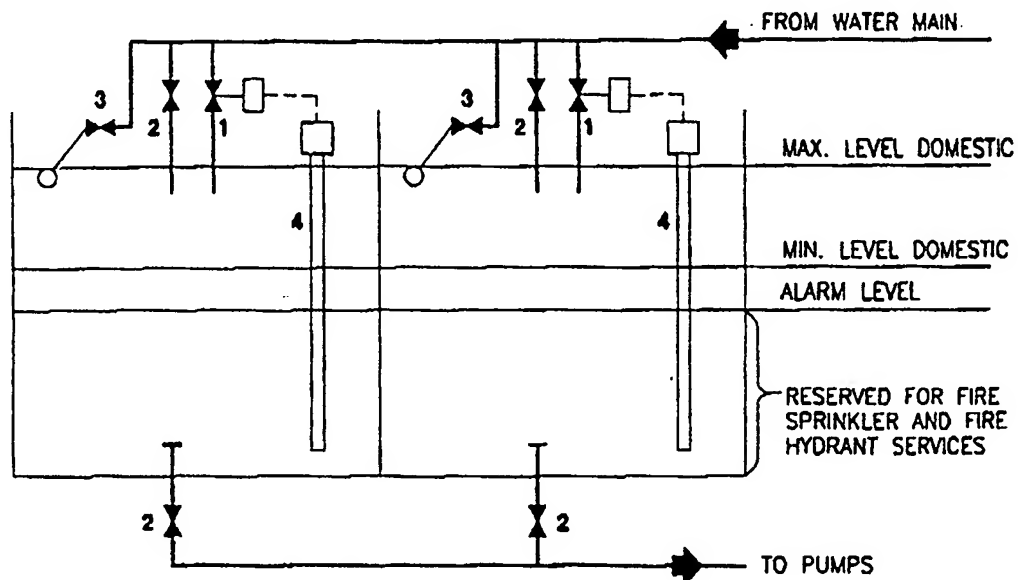 FROM WATER MAIN
3
2
1
3
2
1
MAX. LEVEL DOMESTIC
4
4
MIN. LEVEL DOMESTIC
ALARM LEVEL
RESERVED FOR FIRE
SPRINKLER AND FIRE
HYDRANT SERVICES
2
2
TO PUMPS